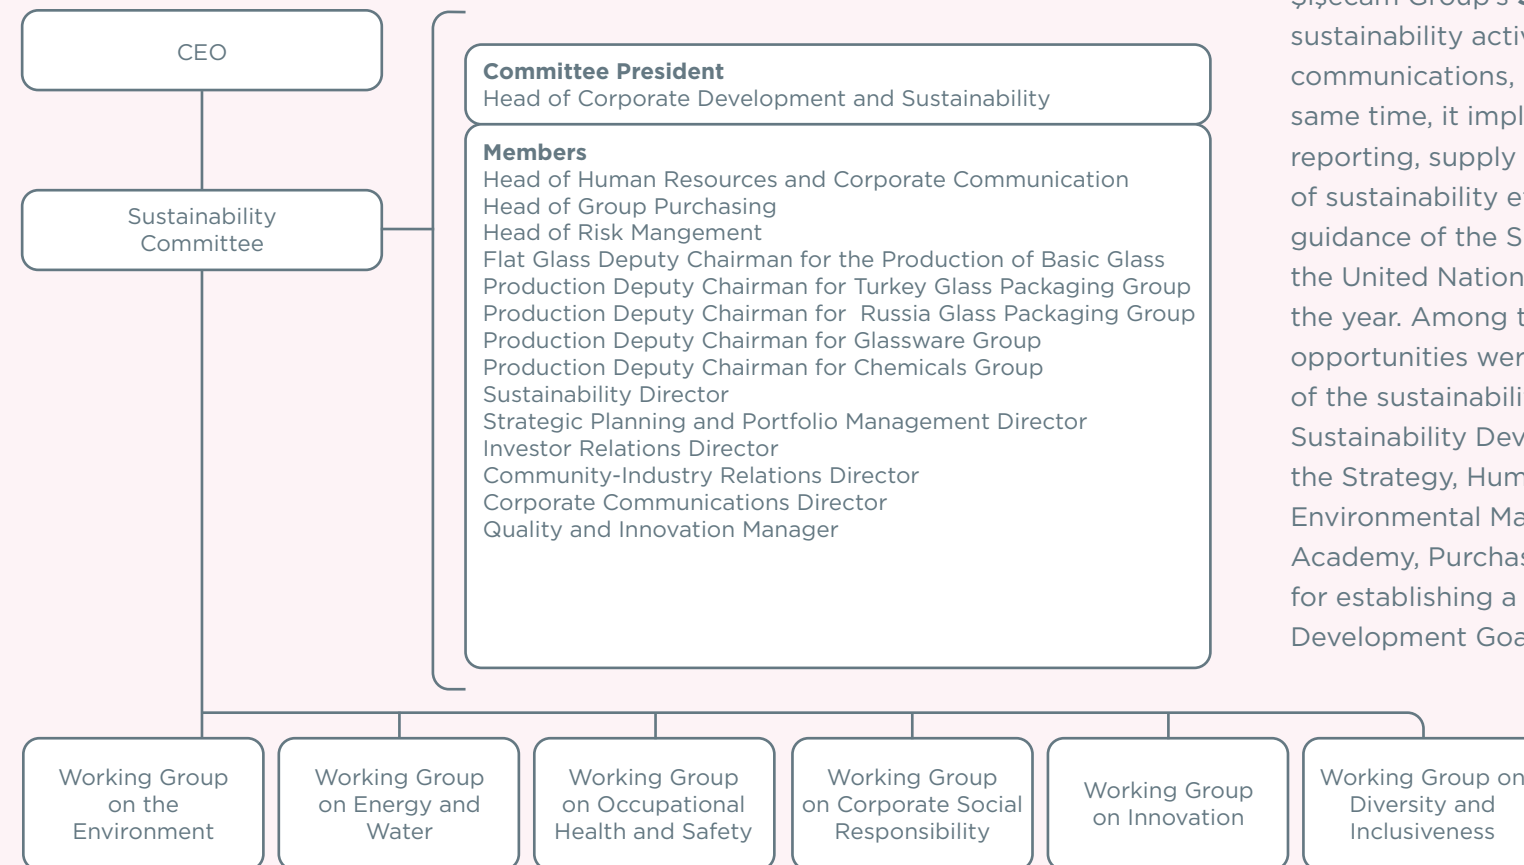 CEO
Sustainability
Committee
Committee President
Head of Corporate Development and Sustainability
Members
Head of Human Resources and Corporate Communication
Head of Group Purchasing
Head of Risk Mangement
Flat Glass Deputy Chairman for the Production of Basic Glass
Production Deputy Chairman for Turkey Glass Packaging Group
Production Deputy Chairman for  Russia Glass Packaging Group
Production Deputy Chairman for Glassware Group
Production Deputy Chairman for Chemicals Group
Sustainability Director
Strategic Planning and Portfolio Management Director
Investor Relations Director
Community-Industry Relations Director
Corporate Communications Director
Quality and Innovation Manager
Working Group
on the
Environment
Working Group
on Energy and
Water
Working Group
on Occupational
Health and Safety
Working Group
on Corporate Social
Responsibility
Working Group
on Innovation
Working Group on
Diversity and
Inclusiveness
Şişecam Group's
sustainability
communications,
same time, it
reporting, supply
of sustainability
guidance of the
the United
the year. Among
opportunities
of the
Sustainability
the Strategy,
Environmental
Academy,
for establishing a
Development